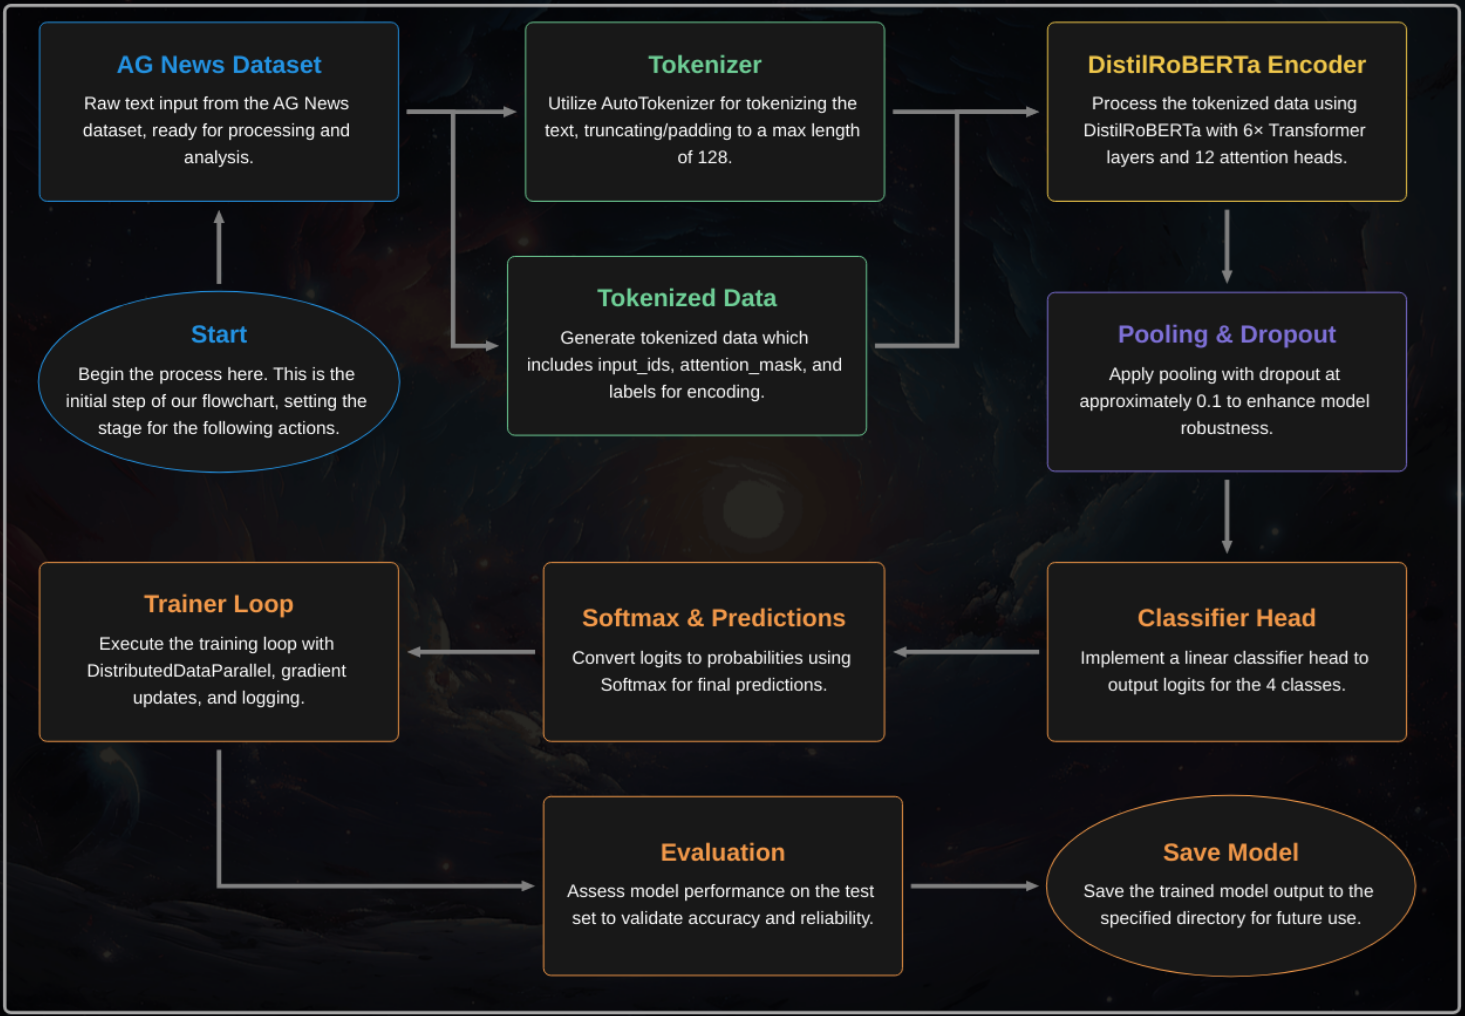 AG News Dataset
Raw text input from the AG News
dataset, ready for processing and
analysis.
Tokenizer
Utilize AutoTokenizer for tokenizing the
text, truncating/padding to a max length
of 128.
DistilRoBERTa Encoder
Process the tokenized data using
DistilRoBERTa with 6× Transformer
layers and 12 attention heads.
Start
Begin the process here. This is the
initial step of our flowchart, setting the
stage for the following actions.
Tokenized Data
Generate tokenized data which
includes input_ids, attention_mask, and
labels for encoding.
Pooling & Dropout
Apply pooling with dropout at
approximately 0.1 to enhance model
robustness.
Trainer Loop
Execute the training loop with
DistributedDataParallel, gradient
updates, and logging.
Softmax & Predictions
Convert logits to probabilities using
Softmax for final predictions.
Classifier Head
Implement a linear classifier head to
output logits for the 4 classes.
Evaluation
Assess model performance on the test
set to validate accuracy and reliability.
Save Model
Save the trained model output to the
specified directory for future use.